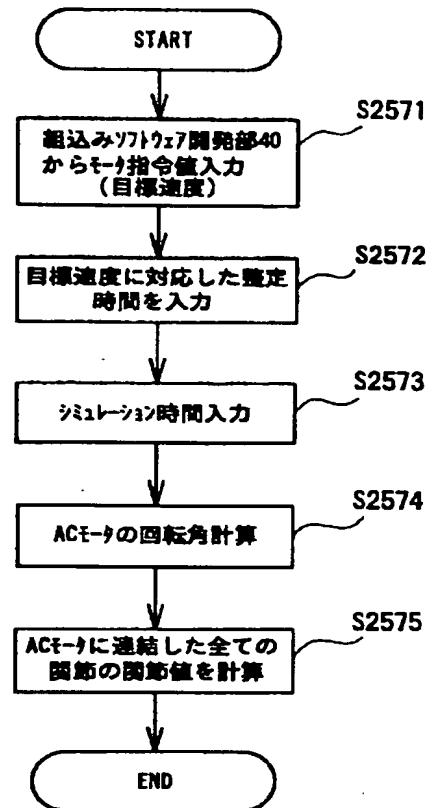 START
S2571
組込みソフトウェア開発部40
からモータ指令値入力
(目標速度)
S2572
目標速度に対応した整定
時間を入力
S2573
シミュレーション時間入力
S2574
ACモータの回転角計算
S2575
ACモータに連結した全ての
関節の関節値を計算
END